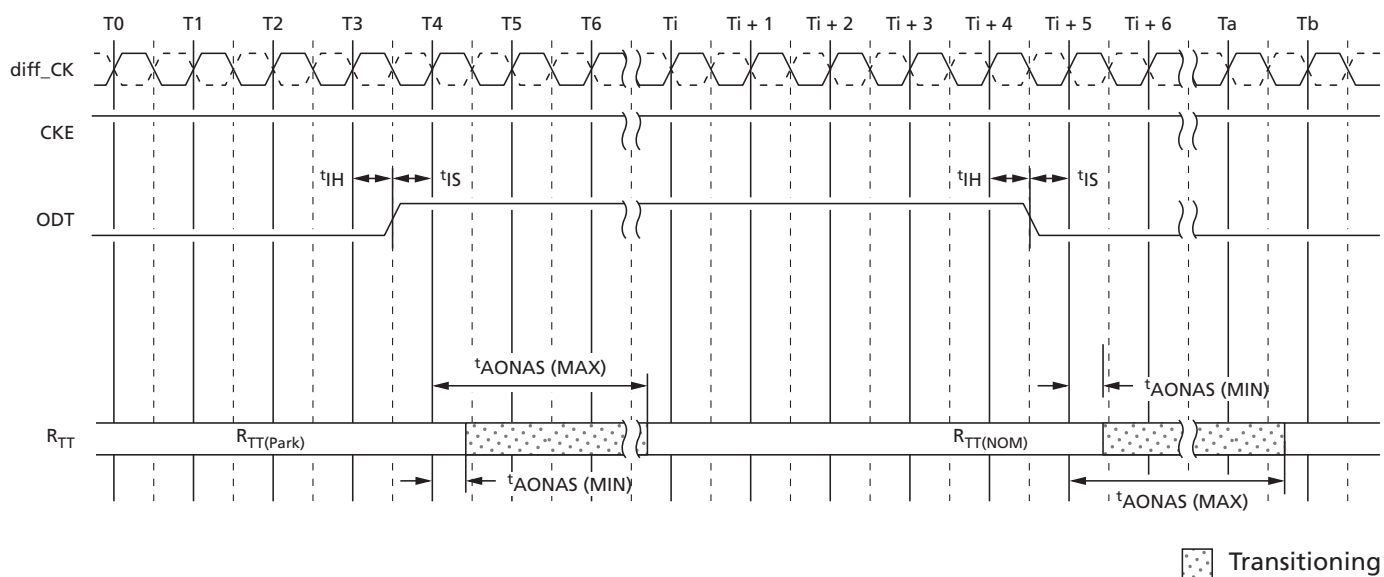 T0 T1 T2 T3 T4 T5 T6 Ti Ti + 1 Ti + 2 Ti + 3 Ti + 4 Ti + 5 Ti + 6 Ta Tb
diff_CK
CKE
tIH tIS tIH tIS
ODT
tAONAS (MAX)
tAONAS (MIN)
RTT RTT(Park) RTT(NOM)
tAONAS (MIN)
tAONAS (MAX)
Transitioning